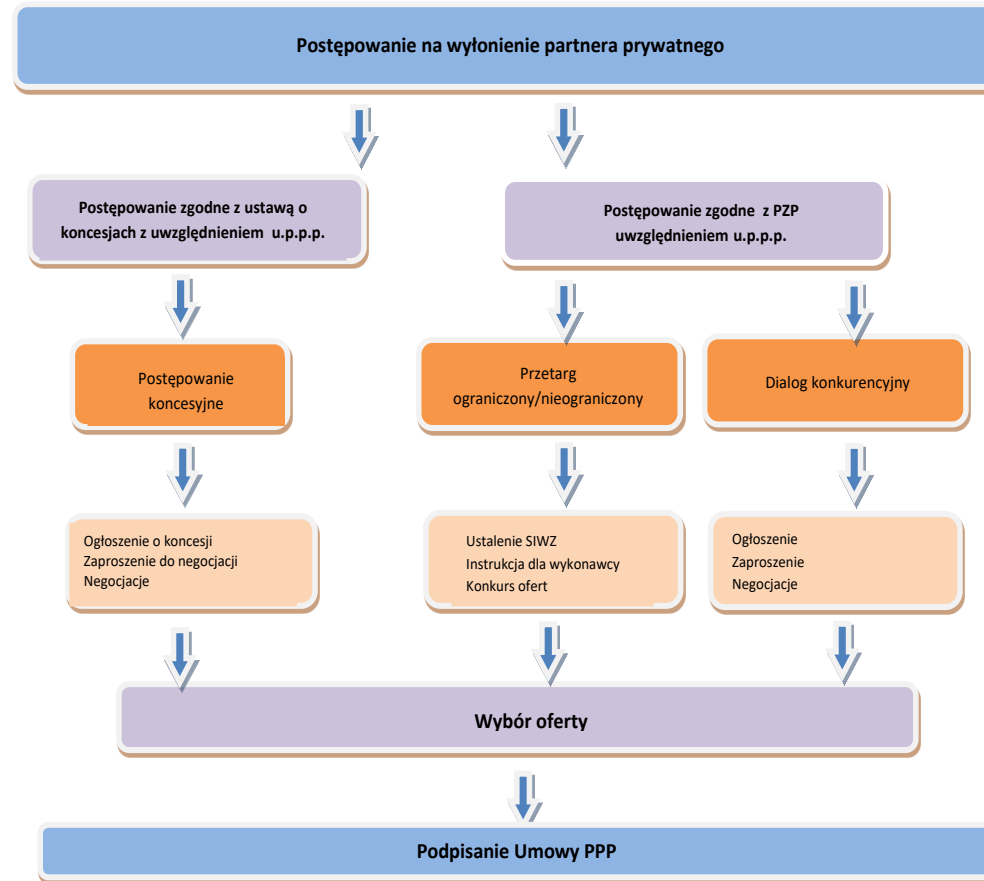 Postępowanie na wyłonienie partnera prywatnego
Postępowanie zgodne z ustawą o
koncesjach z uwzględnieniem u.p.p.p.
Postępowanie zgodne z PZP
uwzględnieniem u.p.p.p.
Postępowanie
koncesyjne
Przetarg
ograniczony/nieograniczony
Dialog konkurencyjny
Ogłoszenie o koncesji
Zaproszenie do negocjacji
Negocjacje
Ustalenie SIWZ
Instrukcja dla wykonawcy
Konkurs ofert
Ogłoszenie
Zaproszenie
Negocjacje
Wybór oferty
Podpisanie Umowy PPP